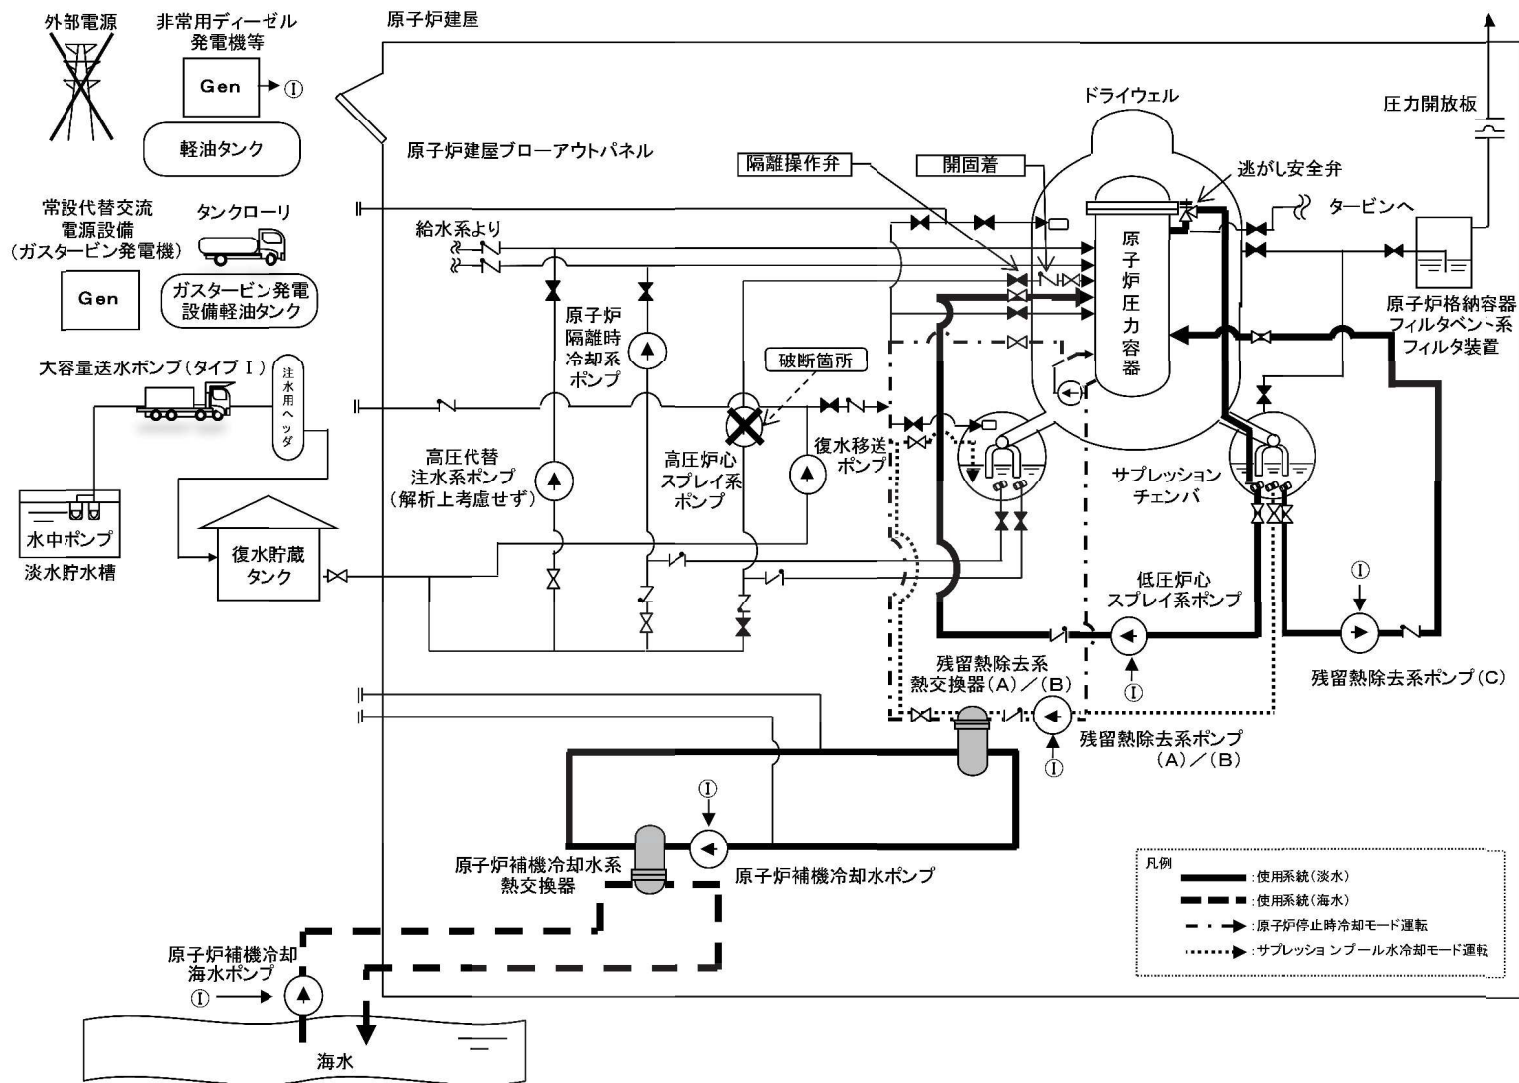 外部電源
非常用ディーゼル
発電機等
Gen
Ⓘ
軽油タンク
原子炉建屋
原子炉建屋ブローアウトパネル
常設代替交流
電源設備
(ガスタービン発電機)
Gen
タンクローリ
ガスタービン発電
設備軽油タンク
大容量送水ポンプ(タイプⅠ)
注水用ヘッダ
水中ポンプ
淡水貯水槽
復水貯蔵
タンク
給水系より
隔離操作弁
開固着
ドライウェル
逃がし安全弁
タービンへ
圧力開放板
原子炉格納容器
フィルタベント系
フィルタ装置
原子炉圧力容器
原子炉
隔離時
冷却系
ポンプ
破断箇所
高圧代替
注水系ポンプ
(解析上考慮せず)
高圧炉心
スプレイ系
ポンプ
復水移送
ポンプ
サプレッション
チェンバ
低圧炉心
スプレイ系ポンプ
Ⓘ
Ⓘ
残留熱除去系ポンプ(C)
残留熱除去系
熱交換器(A)/(B)
残留熱除去系ポンプ
(A)/(B)
Ⓘ
Ⓘ
原子炉補機冷却水系
熱交換器
原子炉補機冷却水ポンプ
原子炉補機冷却
海水ポンプ
Ⓘ
海水
凡例
:使用系統(淡水)
:使用系統(海水)
:原子炉停止時冷却モード運転
:サプレッションプール水冷却モード運転